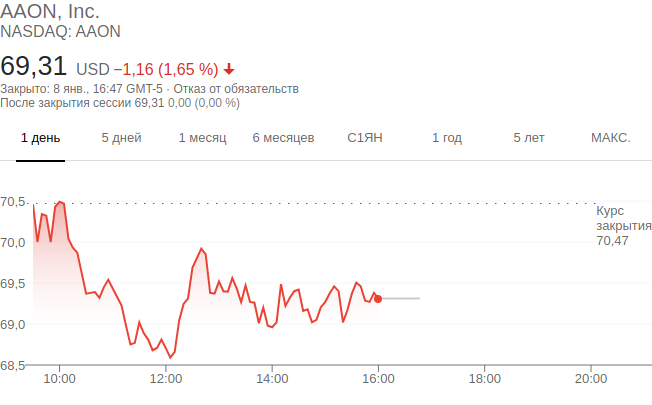 AAON, Inc.
NASDAQ: AAON
69,31 USD −1,16 (1,65 %)
Закрыто: 8 янв., 16:47 GMT-5 · Отказ от обязательств
После закрытия сессии 69,31 0,00 (0,00 %)
1 день 5 дней 1 месяц 6 месяцев С1ЯН 1 год 5 лет МАКС.
70,5
Курс
закрытия
70,47
70,0
69,5
69,0
68,5
10:00 12:00 14:00 16:00 18:00 20:00